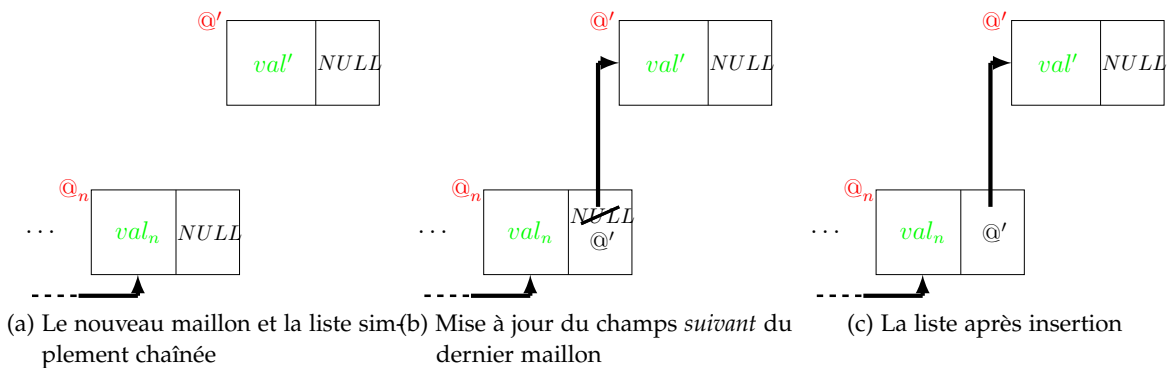 @′ @′ @′
val′ NULL val′ NULL val′ NULL
@n @n @n
NULL
··· valn NULL ··· valn @′ ··· valn @′
(a) Le nouveau maillon et la liste sim-
plement chaînée
(b) Mise à jour du champs suivant du
dernier maillon
(c) La liste après insertion